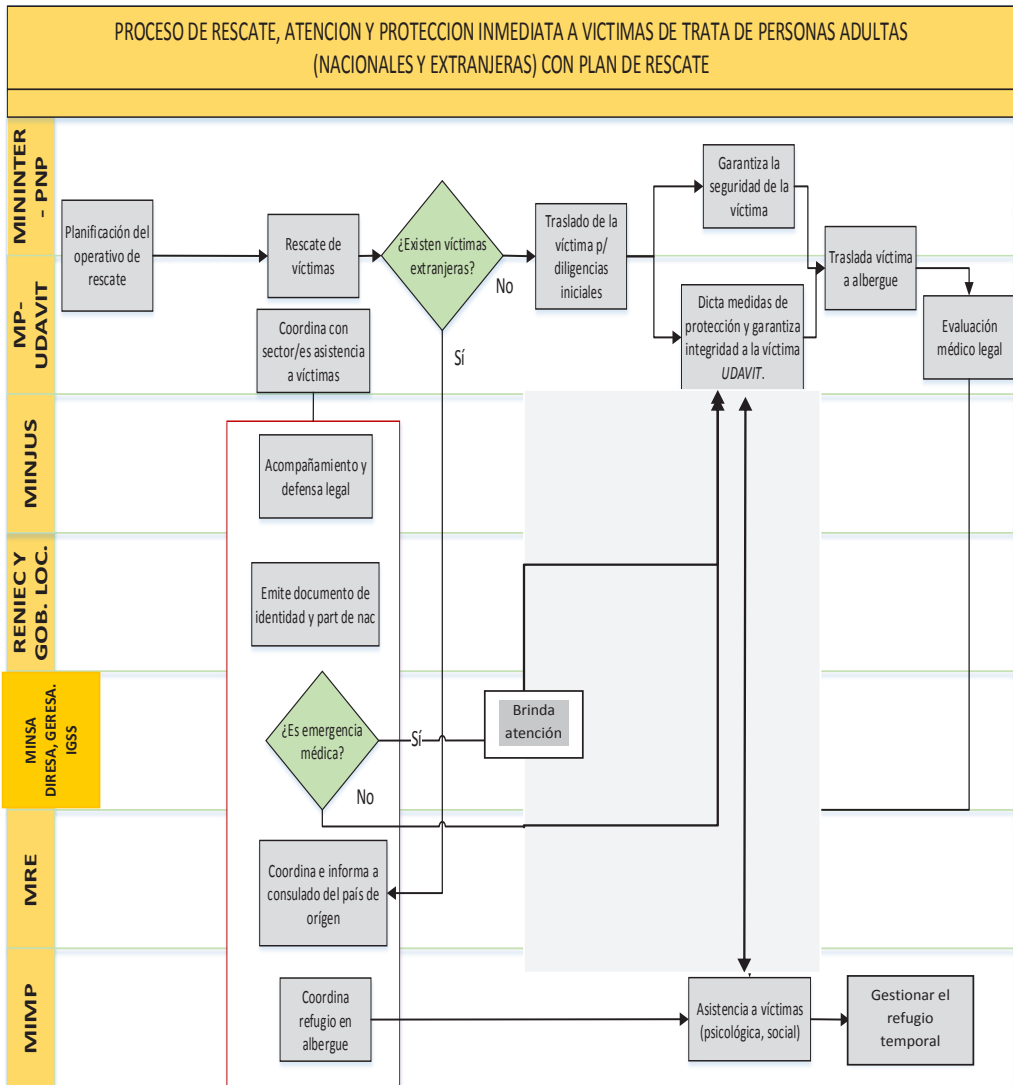 PROCESO DE RESCATE, ATENCION Y PROTECCION INMEDIATA A VICTIMAS DE TRATA DE PERSONAS ADULTAS
(NACIONALES Y EXTRANJERAS) CON PLAN DE RESCATE
MININTER
- PNP
Planificación del
operativo de
rescate
Rescate de
víctimas
¿Existen víctimas
extranjeras?
No
Sí
Traslado de la
víctima p/
diligencias
iniciales
Garantiza la
seguridad de la
víctima
Traslada víctima
a albergue
MP-
UDAVIT
Coordina con
sector/es asistencia
a víctimas
Dicta medidas de
protección y garantiza
integridad a la víctima
UDAVIT.
Evaluación
médico legal
MINJUS
Acompañamiento y
defensa legal
RENIEC Y
GOB. LOC.
Emite documento de
identidad y part de nac
MINSA
DIRESA, GERESA.
IGSS
¿Es emergencia
médica?
Sí
No
Brinda
atención
MRE
Coordina e informa a
consulado del país de
orígen
MIMP
Coordina
refugio en
albergue
Asistencia a víctimas
(psicológica, social)
Gestionar el
refugio
temporal